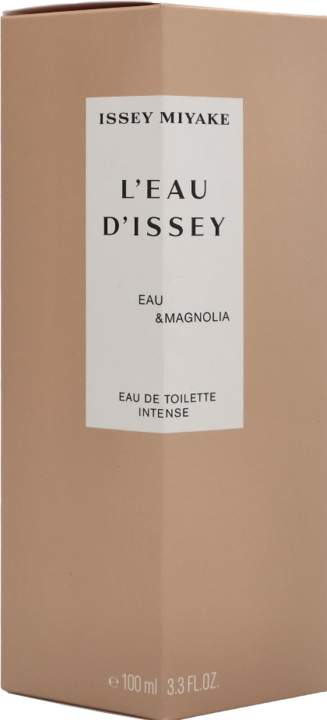 ISSEY MIYAKE
L'EAU
D'ISSEY
EAU
&MAGNOLIA
EAU DE TOILETTE
INTENSE
℮ 100 ml 3.3 FL.OZ.